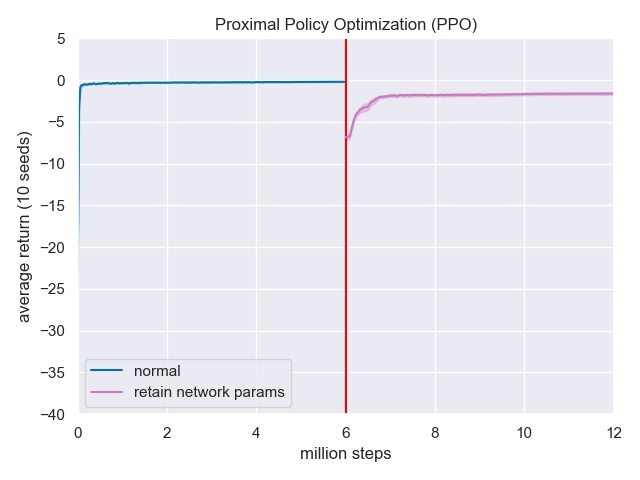 Proximal Policy Optimization (PPO)
average return (10 seeds)
5
0
−5
−10
−15
−20
−25
−30
−35
−40
normal
retain network params
0 2 4 6 8 10 12
million steps